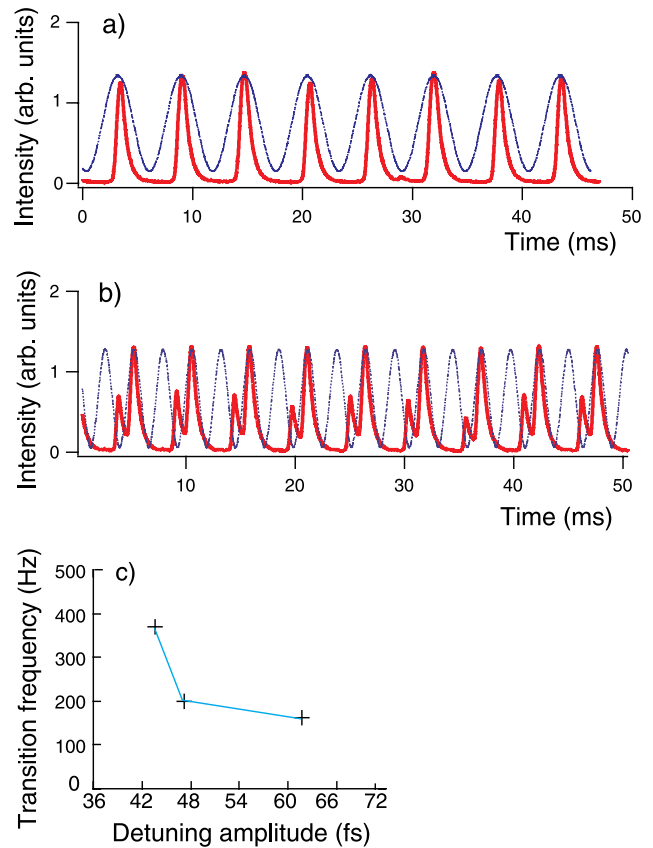 a)
Intensity (arb. units)
2
1
0
0 10 20 30 40 50
Time (ms)
b)
Intensity (arb. units)
2
1
0
10 20 30 40 50
Time (ms)
c)
Transition frequency (Hz)
500
400
300
200
100
0
36 42 48 54 60 66 72
Detuning amplitude (fs)